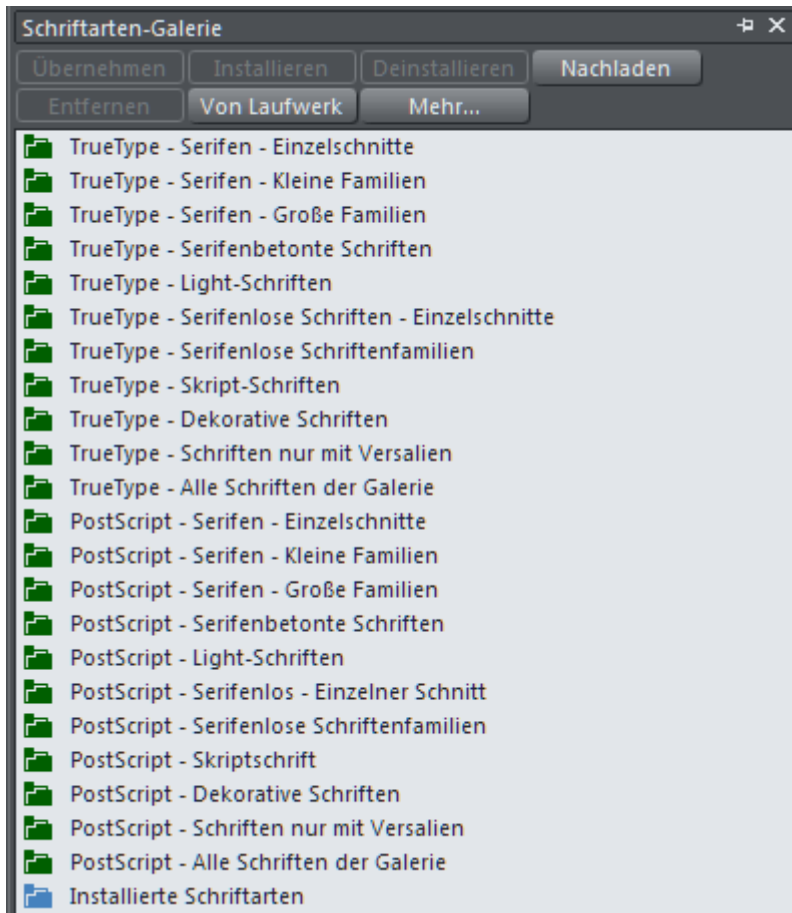 Schriftarten-Galerie
Übernehmen Installieren Deinstallieren Nachladen
Entfernen Von Laufwerk Mehr...
TrueType - Serifen - Einzelschnitte
TrueType - Serifen - Kleine Familien
TrueType - Serifen - Große Familien
TrueType - Serifenbetonte Schriften
TrueType - Light-Schriften
TrueType - Serifenlose Schriften - Einzelschnitte
TrueType - Serifenlose Schriftenfamilien
TrueType - Skript-Schriften
TrueType - Dekorative Schriften
TrueType - Schriften nur mit Versalien
TrueType - Alle Schriften der Galerie
PostScript - Serifen - Einzelschnitte
PostScript - Serifen - Kleine Familien
PostScript - Serifen - Große Familien
PostScript - Serifenbetonte Schriften
PostScript - Light-Schriften
PostScript - Serifenlos - Einzelner Schnitt
PostScript - Serifenlose Schriftenfamilien
PostScript - Skriptschrift
PostScript - Dekorative Schriften
PostScript - Schriften nur mit Versalien
PostScript - Alle Schriften der Galerie
Installierte Schriftarten